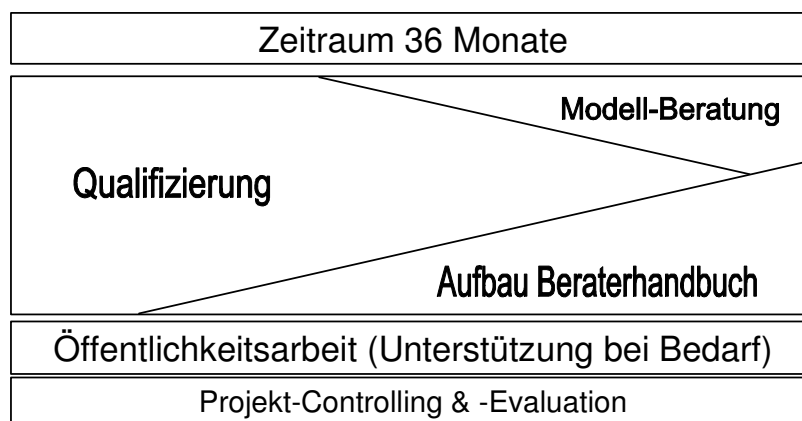 Zeitraum 36 Monate
Modell-Beratung
Qualifizierung
Aufbau Beraterhandbuch
Öffentlichkeitsarbeit (Unterstützung bei Bedarf)
Projekt-Controlling & -Evaluation